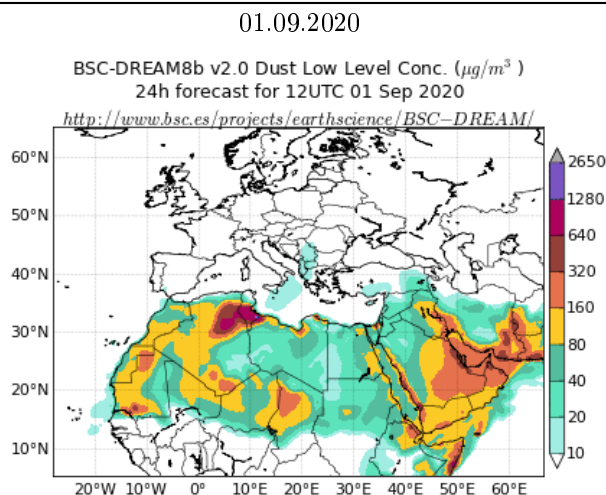 01.09.2020
BSC-DREAM8b v2.0 Dust Low Level Conc. (μg/m³ )
24h forecast for 12UTC 01 Sep 2020
http://www.bsc.es/projects/earthscience/BSC−DREAM/
60°N
50°N
40°N
30°N
20°N
10°N
20°W 10°W 0° 10°E 20°E 30°E 40°E 50°E 60°E
2650
1280
640
320
160
80
40
20
10